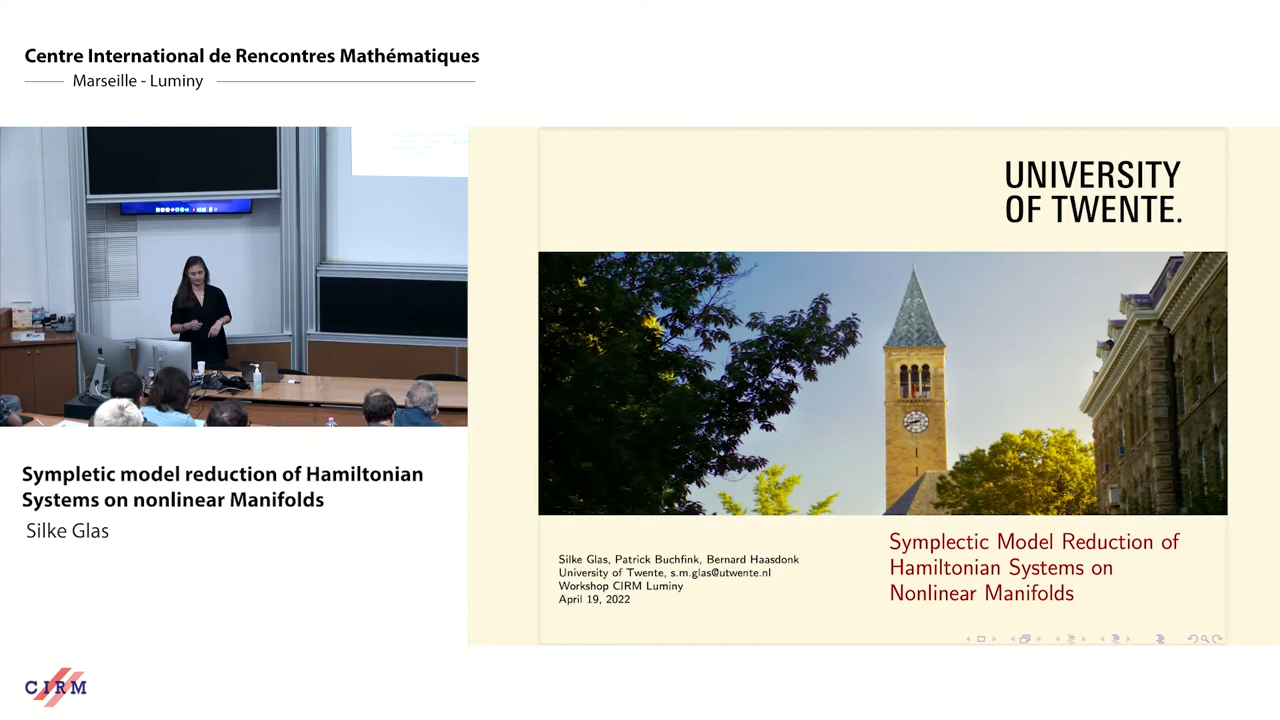 Centre International de Rencontres Mathématiques
Marseille - Luminy
UNIVERSITY
OF TWENTE.
Sympletic model reduction of Hamiltonian
Systems on nonlinear Manifolds
Silke Glas
Silke Glas, Patrick Buchfink, Bernard Haasdonk
University of Twente, s.m.glas@utwente.nl
Workshop CIRM Luminy
April 19, 2022
Symplectic Model Reduction of
Hamiltonian Systems on
Nonlinear Manifolds
CIRM